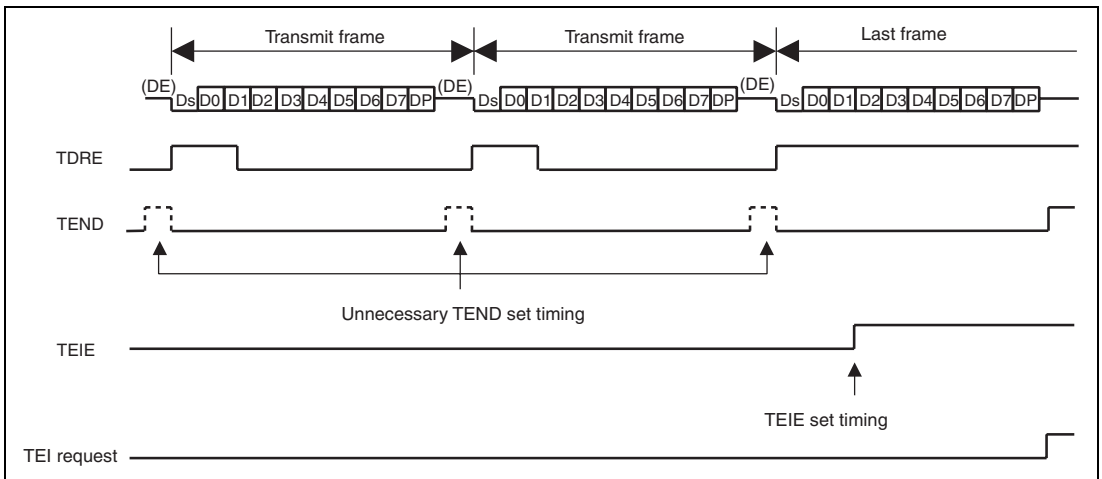 Transmit frame Transmit frame Last frame
(DE) Ds D0 D1 D2 D3 D4 D5 D6 D7 DP (DE) Ds D0 D1 D2 D3 D4 D5 D6 D7 DP (DE) Ds D0 D1 D2 D3 D4 D5 D6 D7 DP
TDRE
TEND
Unnecessary TEND set timing
TEIE
TEIE set timing
TEI request